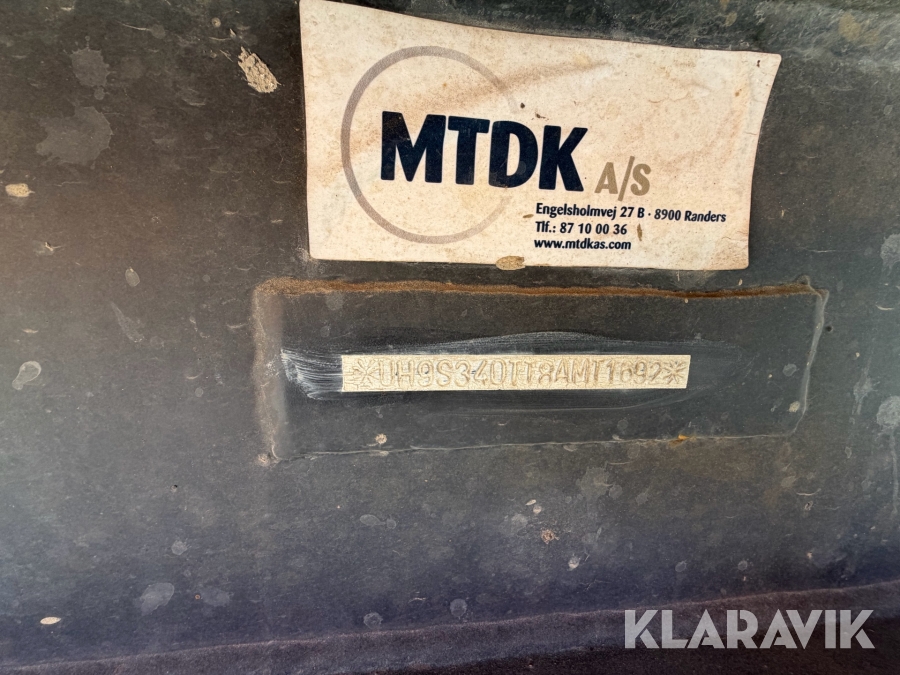 MTDK A/S
Engelsholmvej 27 B · 8900 Randers
Tlf.: 87 10 00 36
www.mtdkas.com
*UH9S340TT8AMT1692*
KLARAVIK